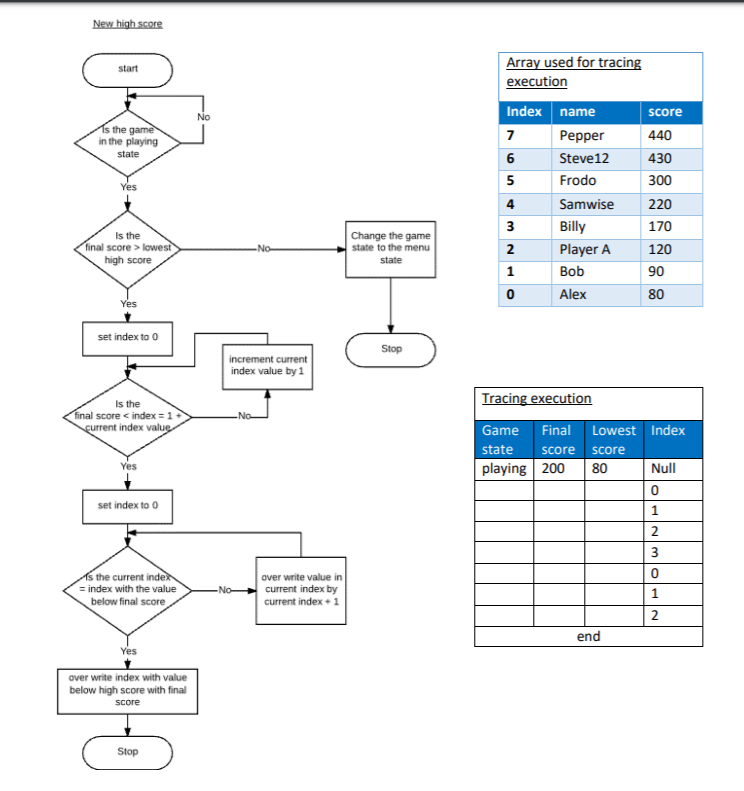 New high score
start
No
Is the game
in the playing
state
Yes
Is the
final score > lowest
high score
No
Change the game
state to the menu
state
Yes
set index to 0
Stop
increment current
index value by 1
Is the
final score < index = 1 +
current index value
No
Yes
set index to 0
Is the current index
= index with the value
below final score
No
over write value in
current index by
current index + 1
Yes
over write index with value
below high score with final
score
Stop
Array used for tracing
execution
Index name score
7 Pepper 440
6 Steve12 430
5 Frodo 300
4 Samwise 220
3 Billy 170
2 Player A 120
1 Bob 90
0 Alex 80
Tracing execution
Game Final Lowest Index
state score score
playing 200 80 Null
0
1
2
3
0
1
2
end